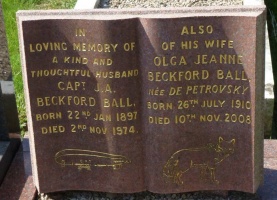 IN
LOVING MEMORY OF
A KIND AND
THOUGHTFUL HUSBAND
CAPT J.A.
BECKFORD BALL.
BORN 22ND JAN 1897
DIED 2ND NOV 1974.
ALSO
OF HIS WIFE
OLGA JEANNE
BECKFORD BALL
NÉE DE PETROVSKY
BORN 26TH JULY 1910
DIED 10TH NOV. 2008